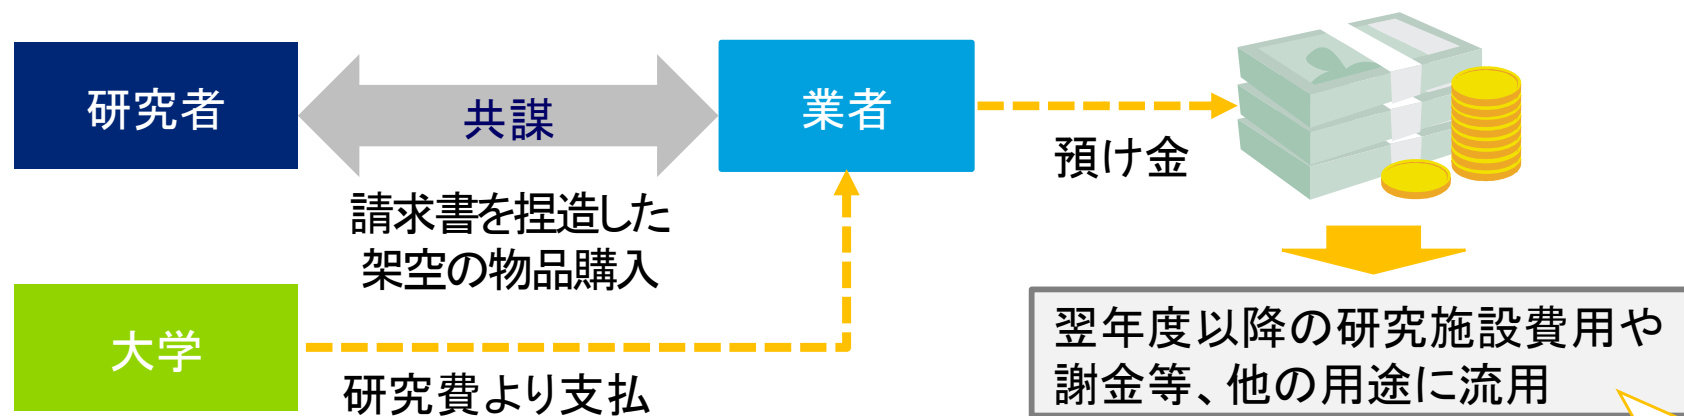 研究者
共謀
業者
預け金
請求書を捏造した
架空の物品購入
大学
研究費より支払
翌年度以降の研究施設費用や
謝金等、他の用途に流用